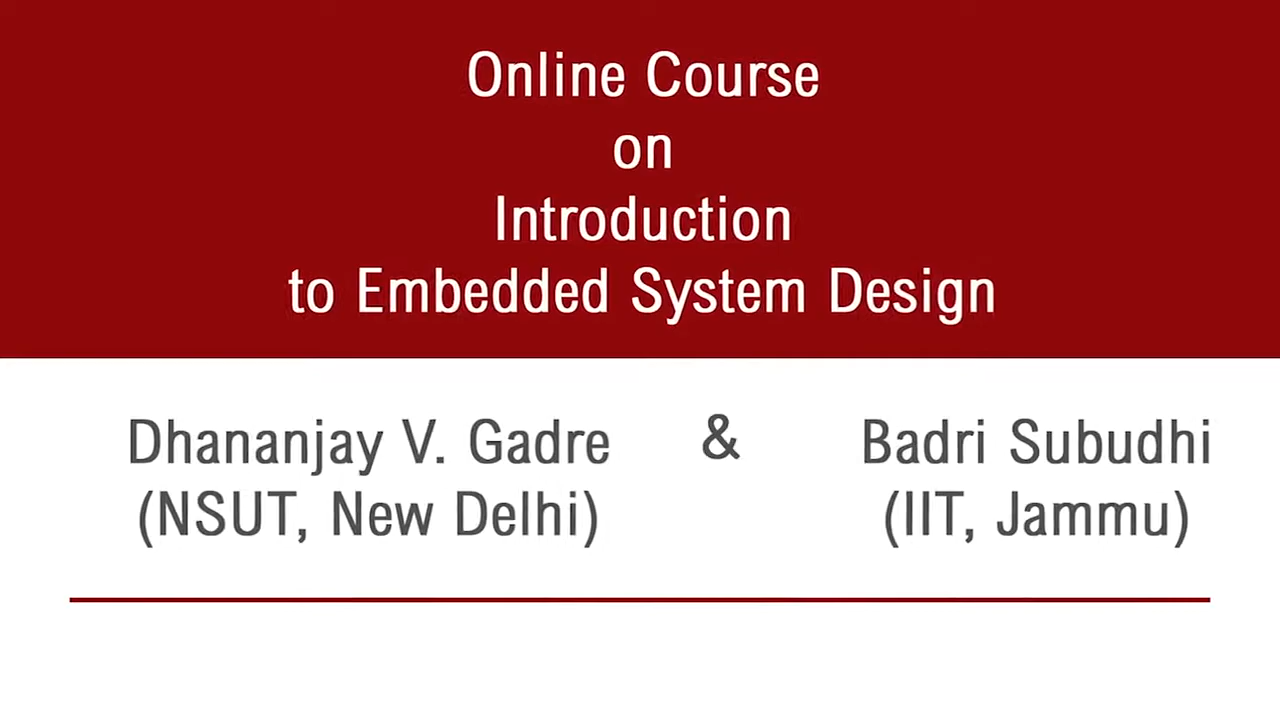 Online Course
on
Introduction
to Embedded System Design
Dhananjay V. Gadre & Badri Subudhi
(NSUT, New Delhi) (IIT, Jammu)